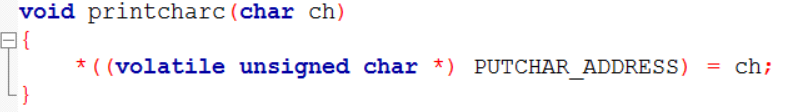 void printcharc(char ch)
{
    *((volatile unsigned char *) PUTCHAR_ADDRESS) = ch;
}